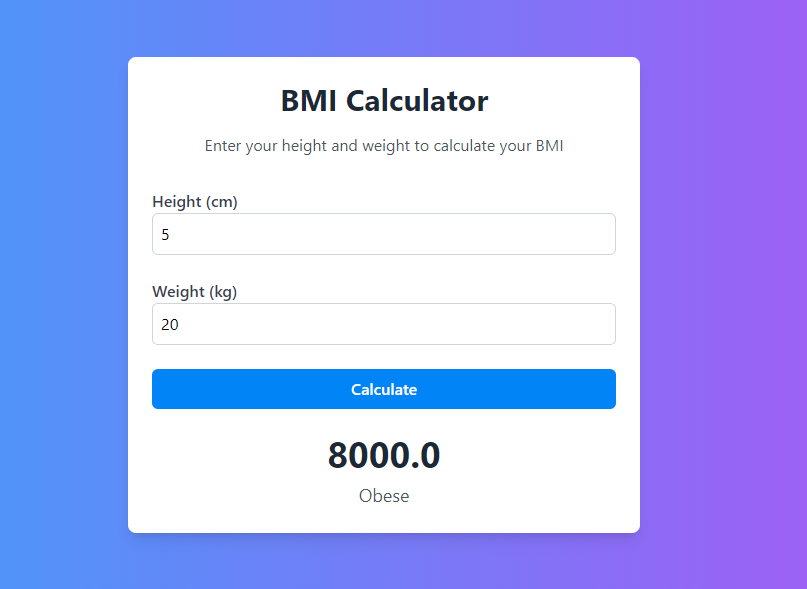 BMI Calculator
Enter your height and weight to calculate your BMI
Height (cm)
5
Weight (kg)
20
Calculate
8000.0
Obese